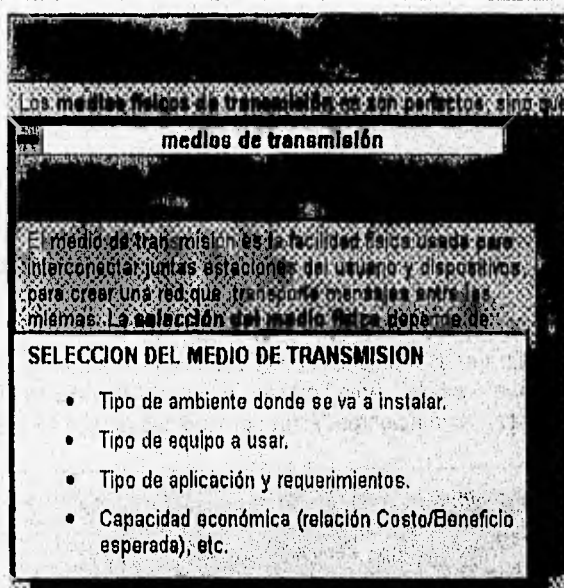 Los medios físicos de transmisión no son perfectos, sino que
medios de transmisión
El medio de transmisión es la facilidad física usada para
interconectar juntas estaciones del usuario y dispositivos,
para crear una red que transporte mensajes entre las
mismas. La selección del medio físico depende de
SELECCION DEL MEDIO DE TRANSMISION
• Tipo de ambiente donde se va a instalar.
• Tipo de equipo a usar.
• Tipo de aplicación y requerimientos.
• Capacidad económica (relación Costo/Beneficio
esperada), etc.